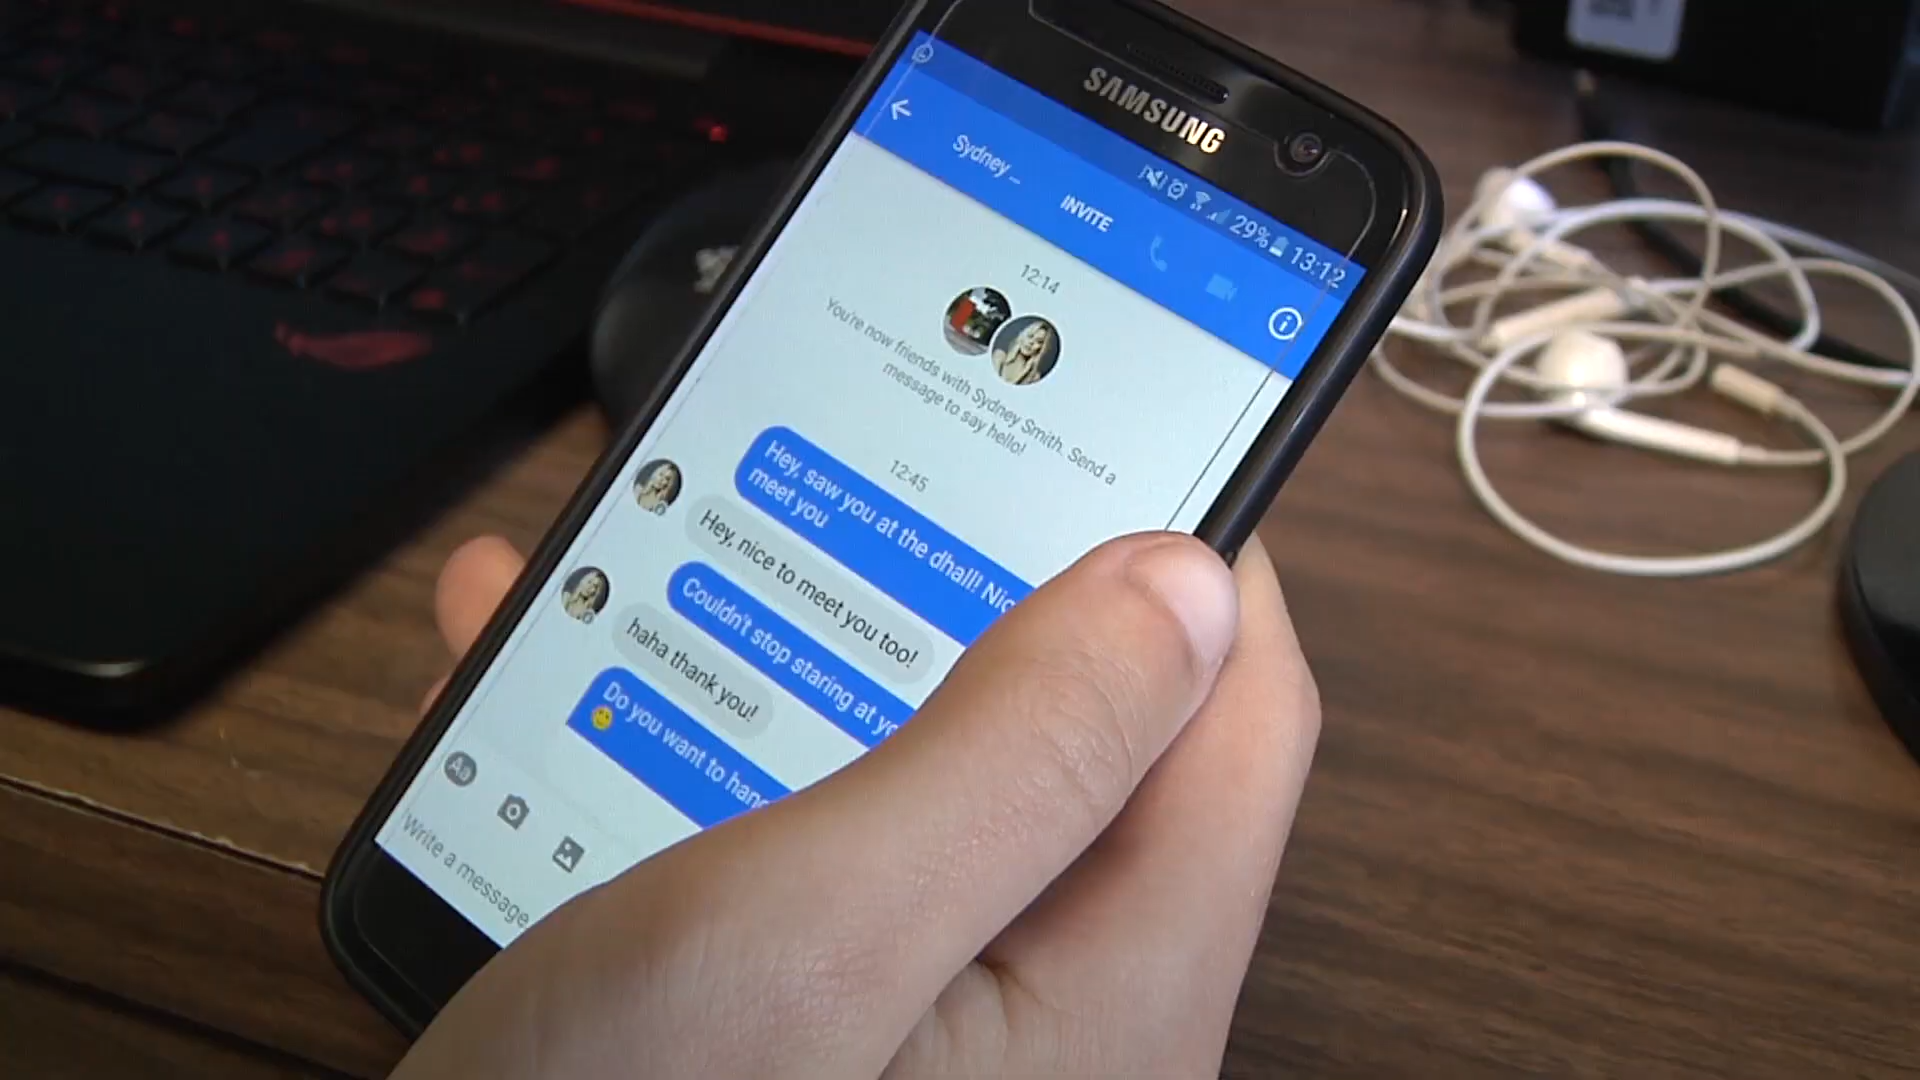 SAMSUNG
29% 13:12
Sydney ...
INVITE
12:14
You're now friends with Sydney Smith. Send a
message to say hello!
12:45
Hey, saw you at the dhall!
meet you
Hey, nice to meet you too!
Couldn't stop staring at
haha thank you!
Do you want to
Aa
Write a message